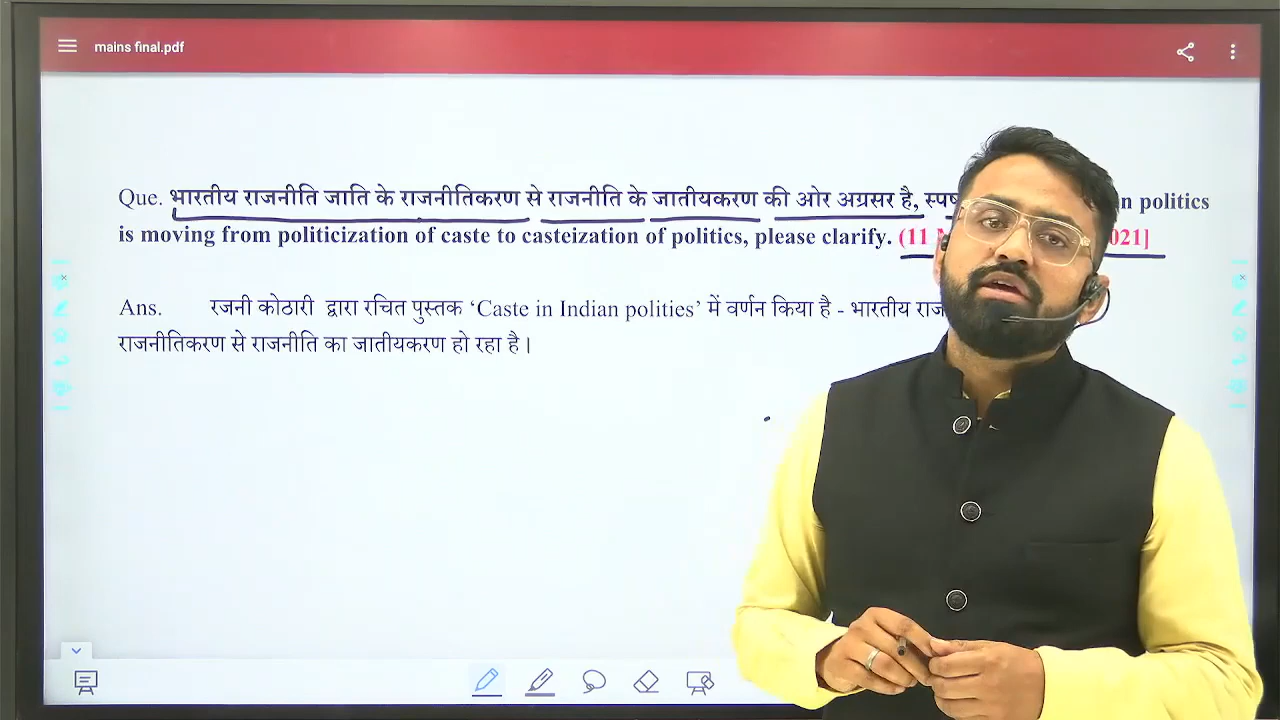 mains final.pdf
Que. भारतीय राजनीति जाति के राजनीतिकरण से राजनीति के जातीयकरण की ओर अग्रसर है, politics
is moving from politicization of caste to casteization of politics, please clarify. (11 021]
Ans. रजनी कोठारी द्वारा रचित पुस्तक ‘Caste in Indian polities’ में वर्णन किया है - भारतीय
राजनीतिकरण से राजनीति का जातीयकरण हो रहा है।